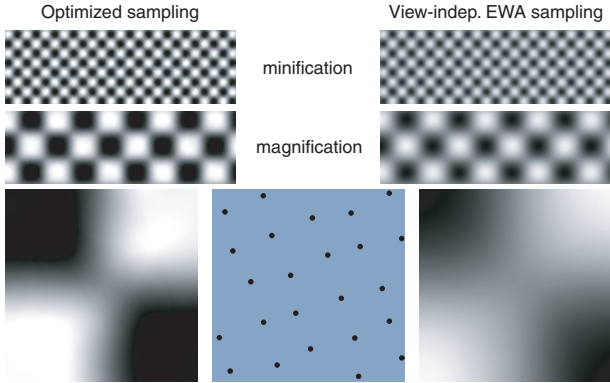 Optimized sampling
View-indep. EWA sampling
minification
magnification